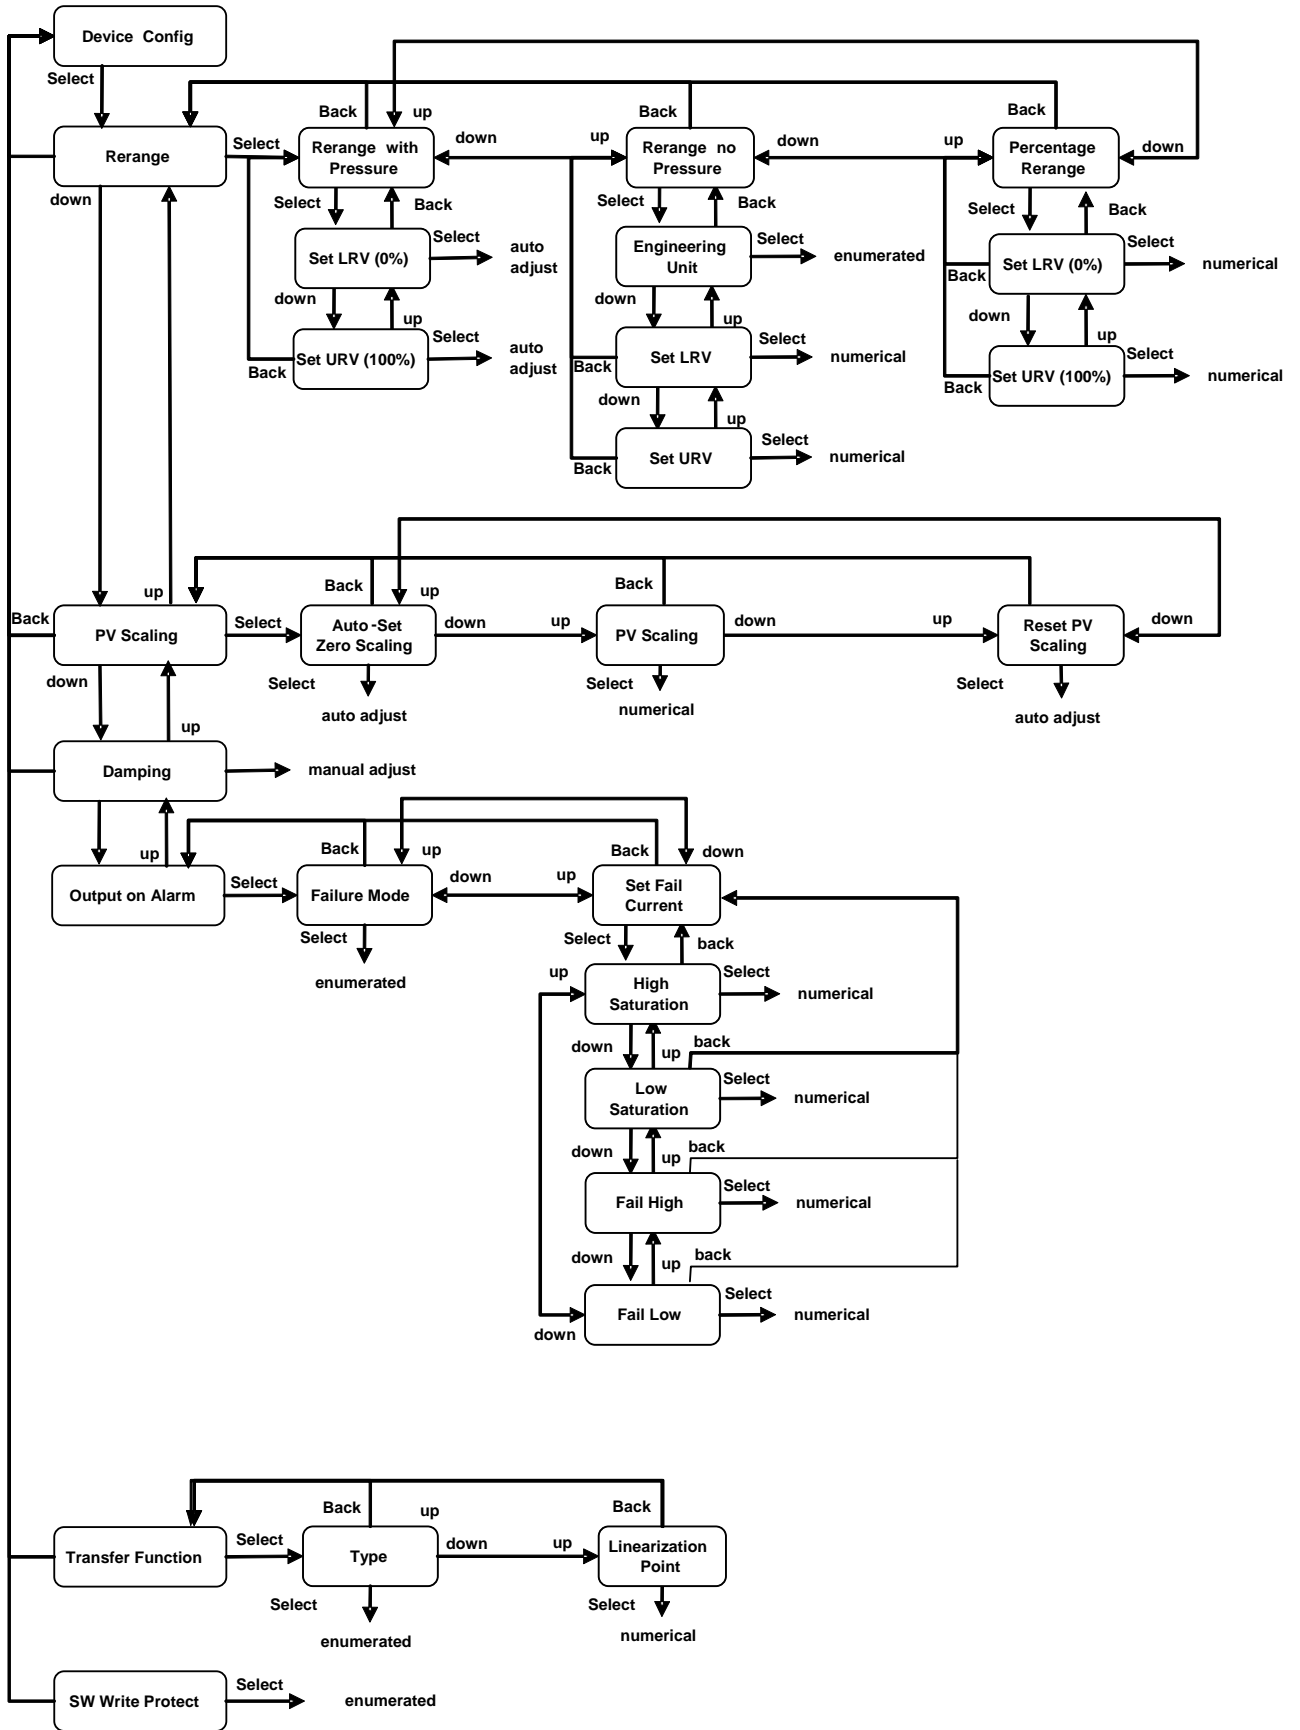 Device Config
Select
Back
up
Back
Back
down
up
down
up
down
Rerange
Select
Rerange with
Pressure
Rerange no
Pressure
Percentage
Rerange
down
down
Select
Back
Select
Back
Select
Back
Set LRV (0%)
Select
auto
adjust
Engineering
Unit
Select
enumerated
Set LRV (0%)
Select
numerical
Back
down
up
down
up
down
up
Set URV (100%)
Select
auto
adjust
Back
Set LRV
Select
numerical
Back
Set URV (100%)
Select
numerical
Back
down
up
Set URV
Select
numerical
Back
Back
up
Back
up
Back
PV Scaling
Select
Auto-Set
Zero Scaling
down
up
PV Scaling
down
up
Reset PV
Scaling
down
down
Select
auto adjust
Select
numerical
Select
auto adjust
up
Damping
manual adjust
up
Back
up
Back
down
Output on Alarm
Select
Failure Mode
down
up
Set Fail
Current
Select
enumerated
Select
back
up
High
Saturation
Select
numerical
down
up
back
Low
Saturation
Select
numerical
down
up
back
Fail High
Select
numerical
down
up
back
Fail Low
Select
numerical
down
Back
up
Back
Transfer Function
Select
Type
down
up
Linearization
Point
Select
enumerated
Select
numerical
SW Write Protect
Select
enumerated